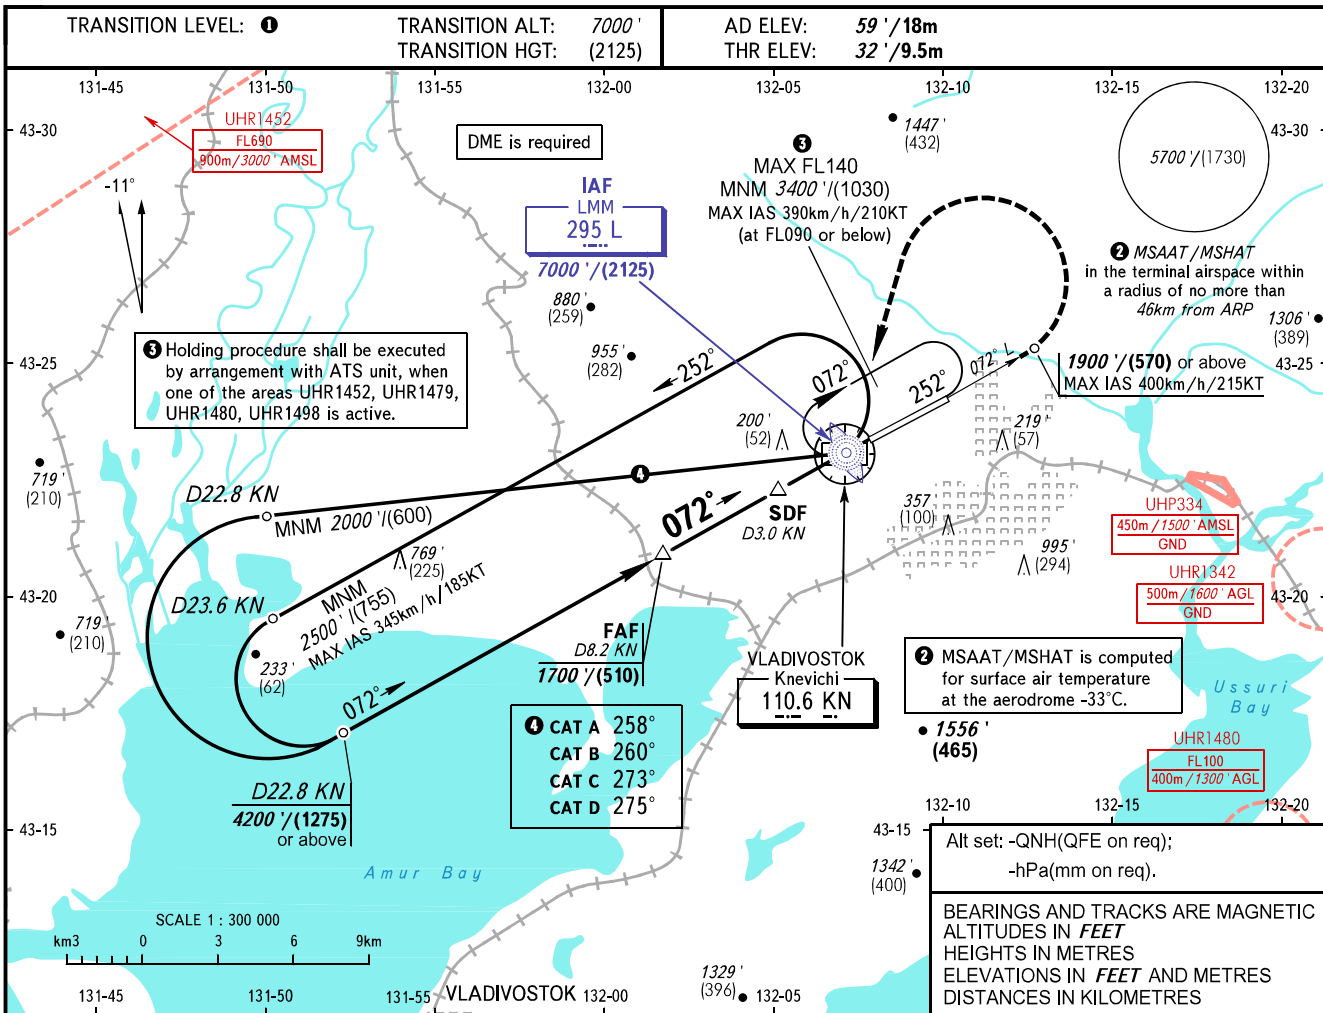 TRANSITION LEVEL: ❶
TRANSITION ALT: 7000 '
TRANSITION HGT: (2125)
AD ELEV: 59 '/18m
THR ELEV: 32 '/9.5m
131-45
131-50
131-55
132-00
132-05
132-10
132-15
132-20
43-30
43-30
UHR1452
FL690
900m/3000 ' AMSL
-11°
DME is required
IAF
LMM
295 L
7000 '/(2125)
❸
MAX FL140
MNM 3400 '/(1030)
MAX IAS 390km/h/210KT
(at FL090 or below)
1447 '
(432)
5700 '/(1730)
❷ MSAAT/MSHAT
in the terminal airspace within
a radius of no more than
46km from ARP
880 '
(259)
955 '
(282)
1306 '
(389)
❸ Holding procedure shall be executed
by arrangement with ATS unit, when
one of the areas UHR1452, UHR1479,
UHR1480, UHR1498 is active.
43-25
43-25
252°
072°
252°
072° L
1900 '/(570) or above
MAX IAS 400km/h/215KT
200 '
(52)
219 '
(57)
719 '
(210)
D22.8 KN
MNM 2000 '/(600)
❹
072°
SDF
D3.0 KN
357
(100)
995 '
(294)
UHP334
450m/1500 ' AMSL
GND
UHR1342
500m/1600 ' AGL
GND
769 '
(225)
D23.6 KN
MNM
2500 '/(755)
MAX IAS 345km/h/185KT
43-20
43-20
719 '
(210)
233 '
(62)
072°
FAF
D8.2 KN
1700 '/(510)
VLADIVOSTOK
Knevichi
110.6 KN
❷ MSAAT/MSHAT is computed
for surface air temperature
at the aerodrome -33°C.
Ussuri
Bay
1556 '
(465)
UHR1480
FL100
400m/1300 ' AGL
❹ CAT A 258°
CAT B 260°
CAT C 273°
CAT D 275°
D22.8 KN
4200 '/(1275)
or above
132-10
132-15
132-20
43-15
43-15
Amur Bay
1342 '
(400)
Alt set: -QNH(QFE on req);
-hPa(mm on req).
SCALE 1 : 300 000
km3 0 3 6 9km
BEARINGS AND TRACKS ARE MAGNETIC
ALTITUDES IN FEET
HEIGHTS IN METRES
ELEVATIONS IN FEET AND METRES
DISTANCES IN KILOMETRES
1329 '
(396)
131-45
131-50
131-55
VLADIVOSTOK
132-00
132-05